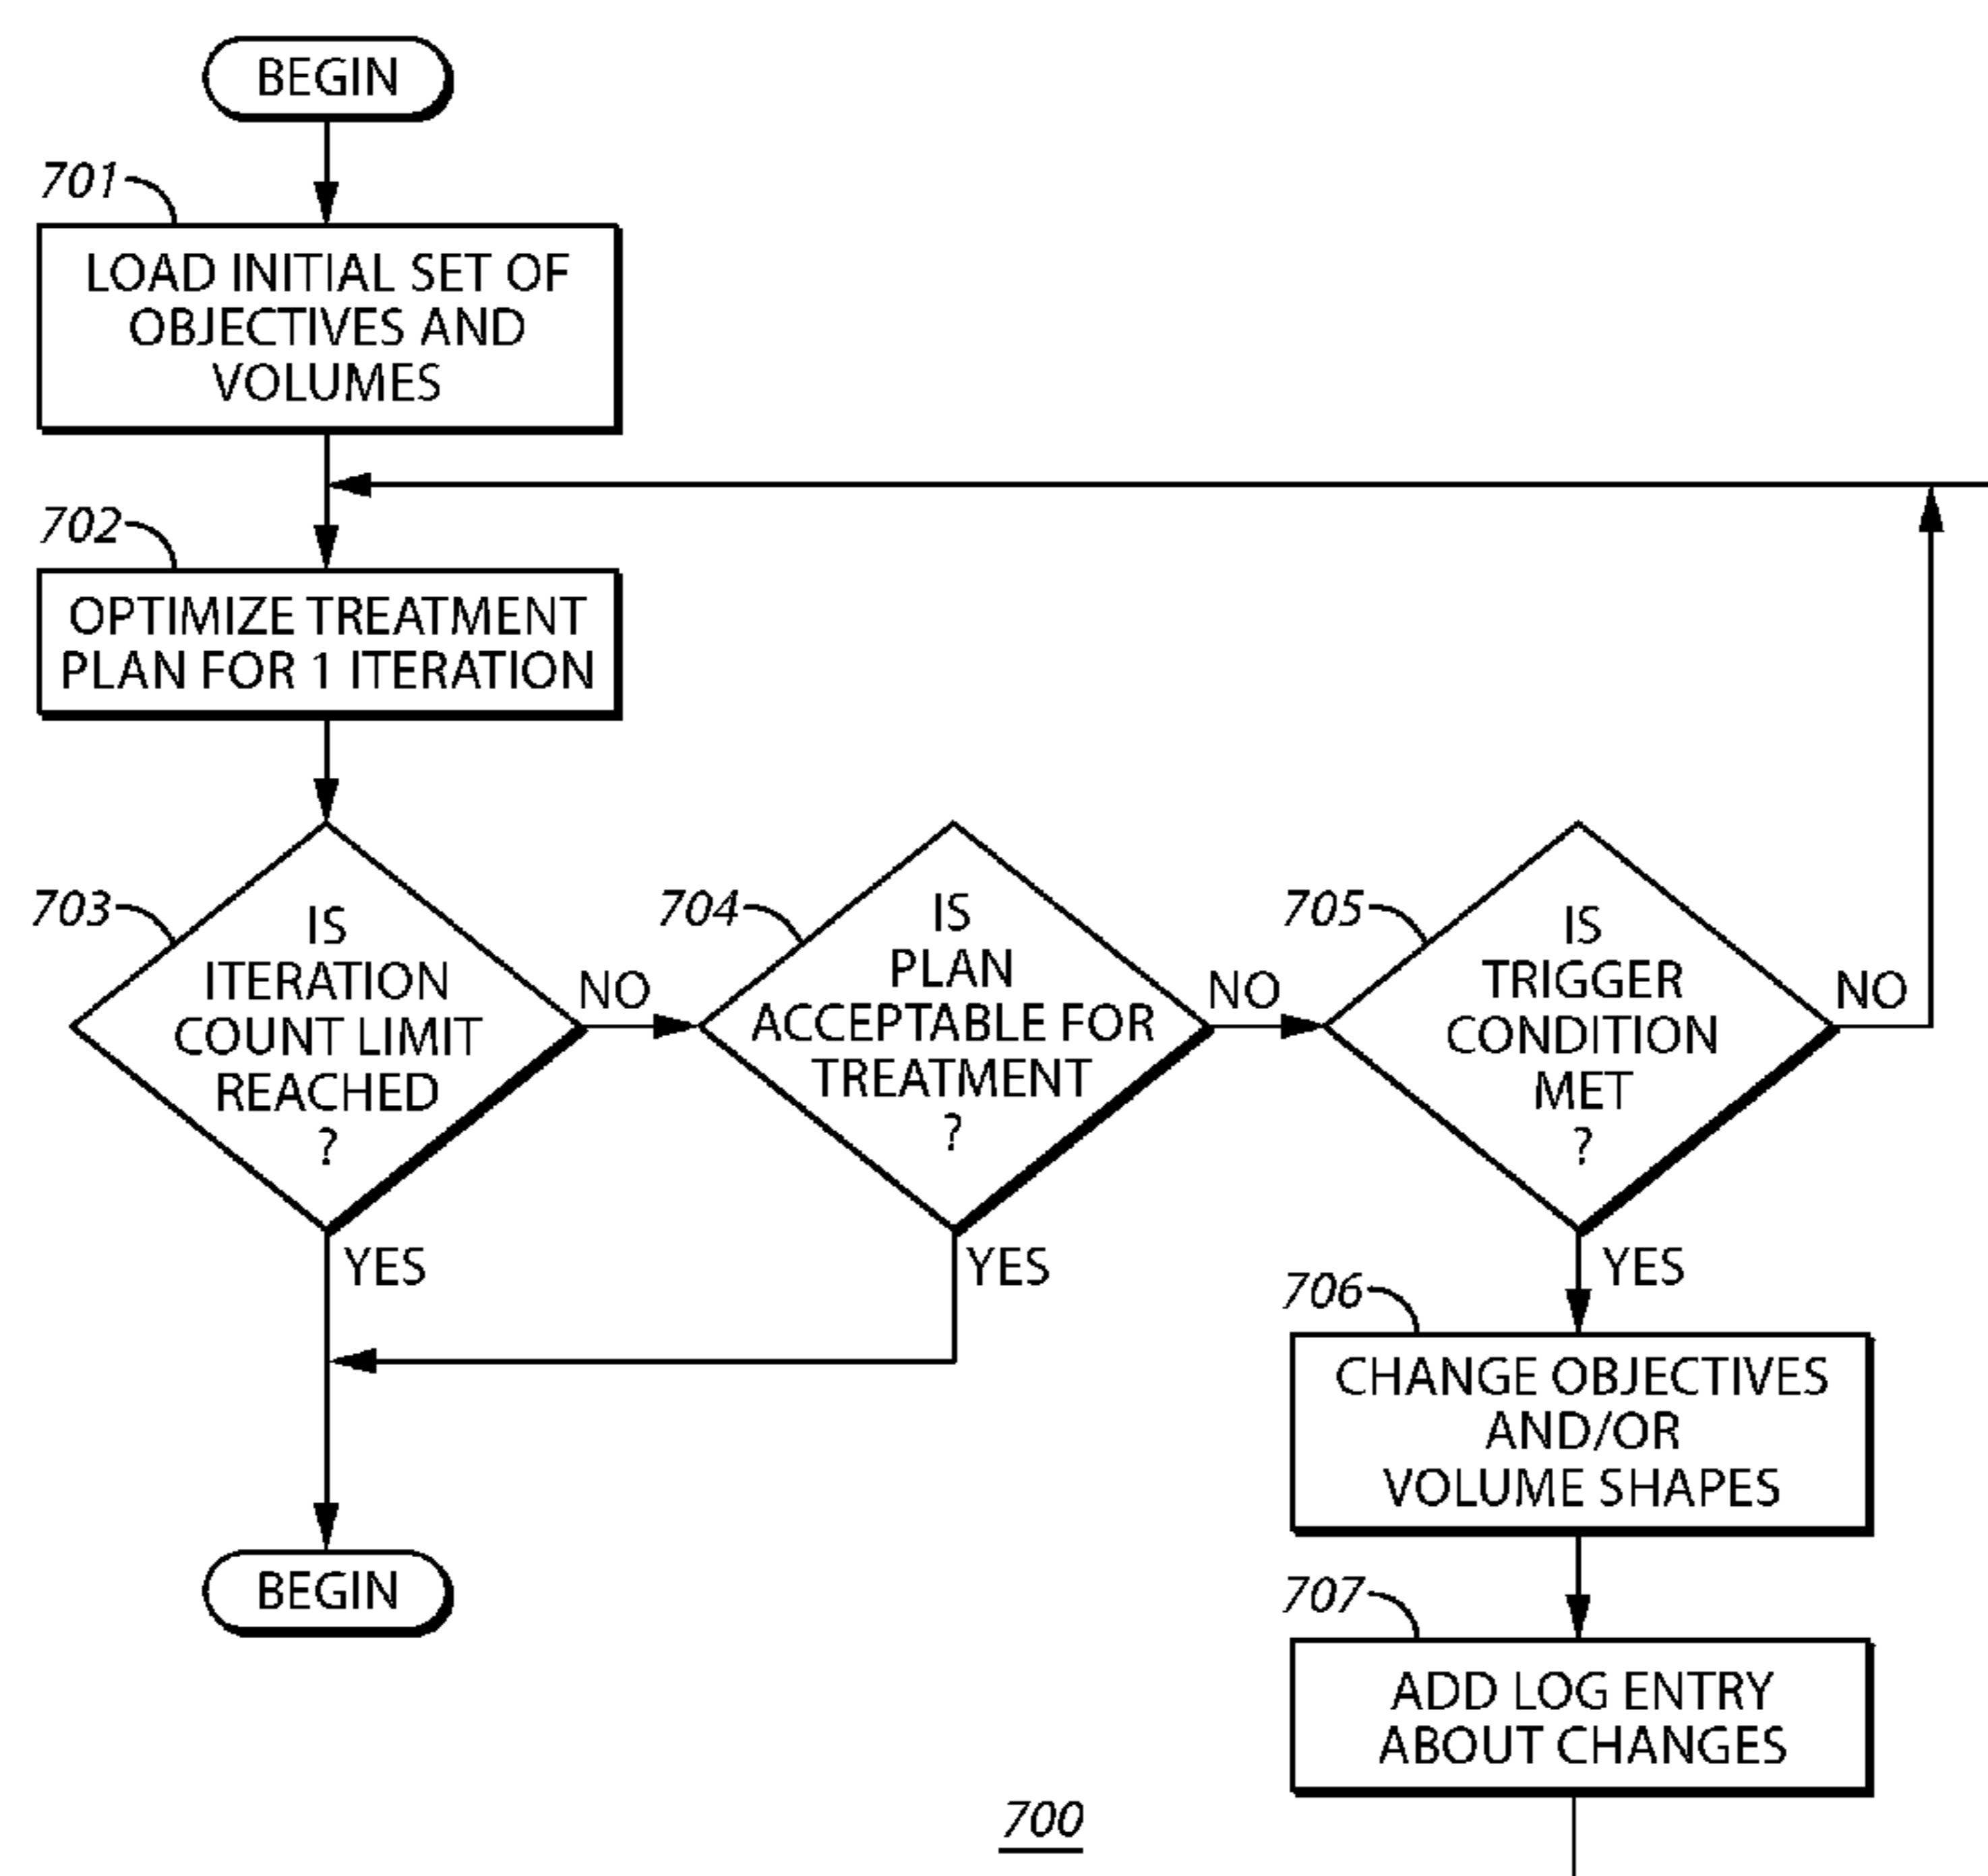 BEGIN
701
LOAD INITIAL SET OF
OBJECTIVES AND
VOLUMES
702
OPTIMIZE TREATMENT
PLAN FOR 1 ITERATION
703
IS
ITERATION
COUNT LIMIT
REACHED
?
NO
YES
704
IS
PLAN
ACCEPTABLE FOR
TREATMENT
?
NO
YES
705
IS
TRIGGER
CONDITION
MET
?
NO
YES
706
CHANGE OBJECTIVES
AND/OR
VOLUME SHAPES
707
ADD LOG ENTRY
ABOUT CHANGES
BEGIN
700